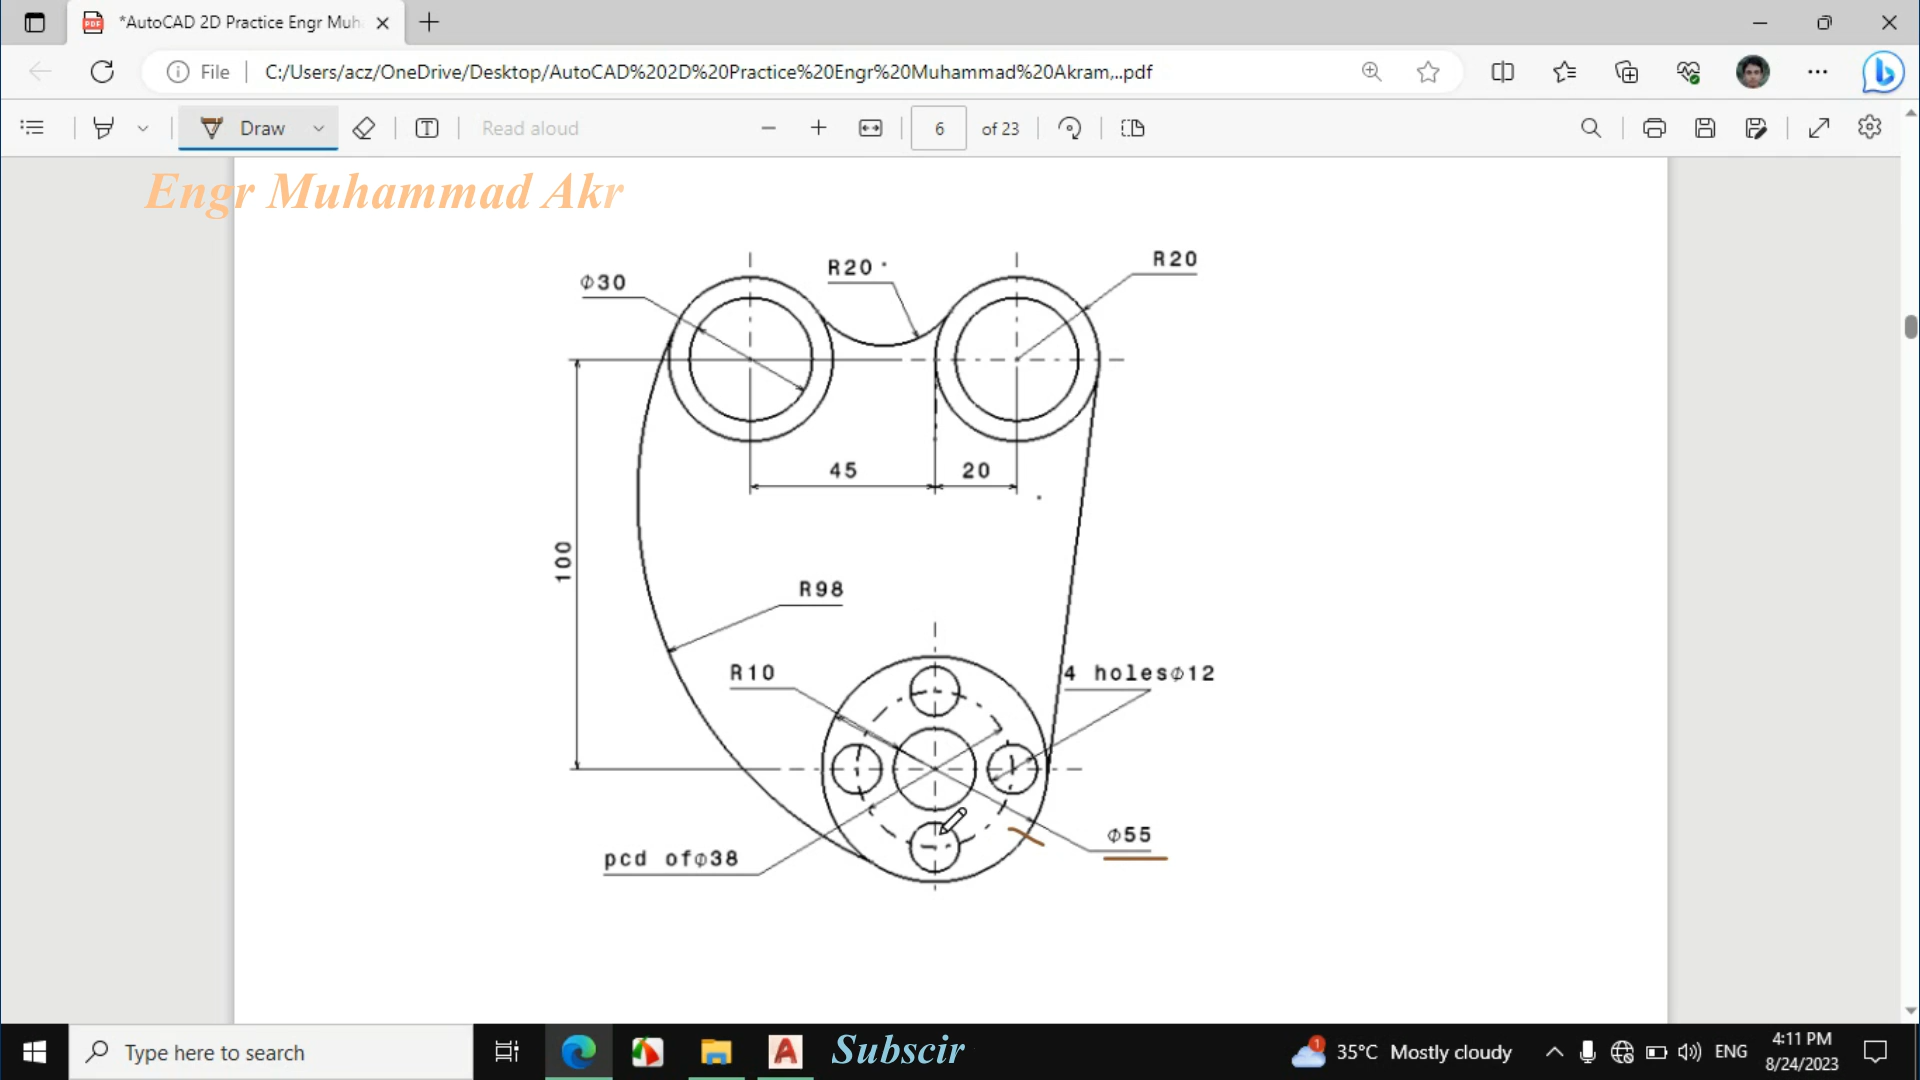 *AutoCAD 2D Practice Engr Muh
File
C:/Users/acz/OneDrive/Desktop/AutoCAD%202D%20Practice%20Engr%20Muhammad%20Akram,..pdf
Draw
Read aloud
6 of 23
Engr Muhammad Akr
Φ30
R20
R20
45
20
100
R98
R10
4 holesΦ12
Φ55
pcd ofΦ38
Type here to search
Subscir
1
35°C Mostly cloudy
ENG
4:11 PM
8/24/2023